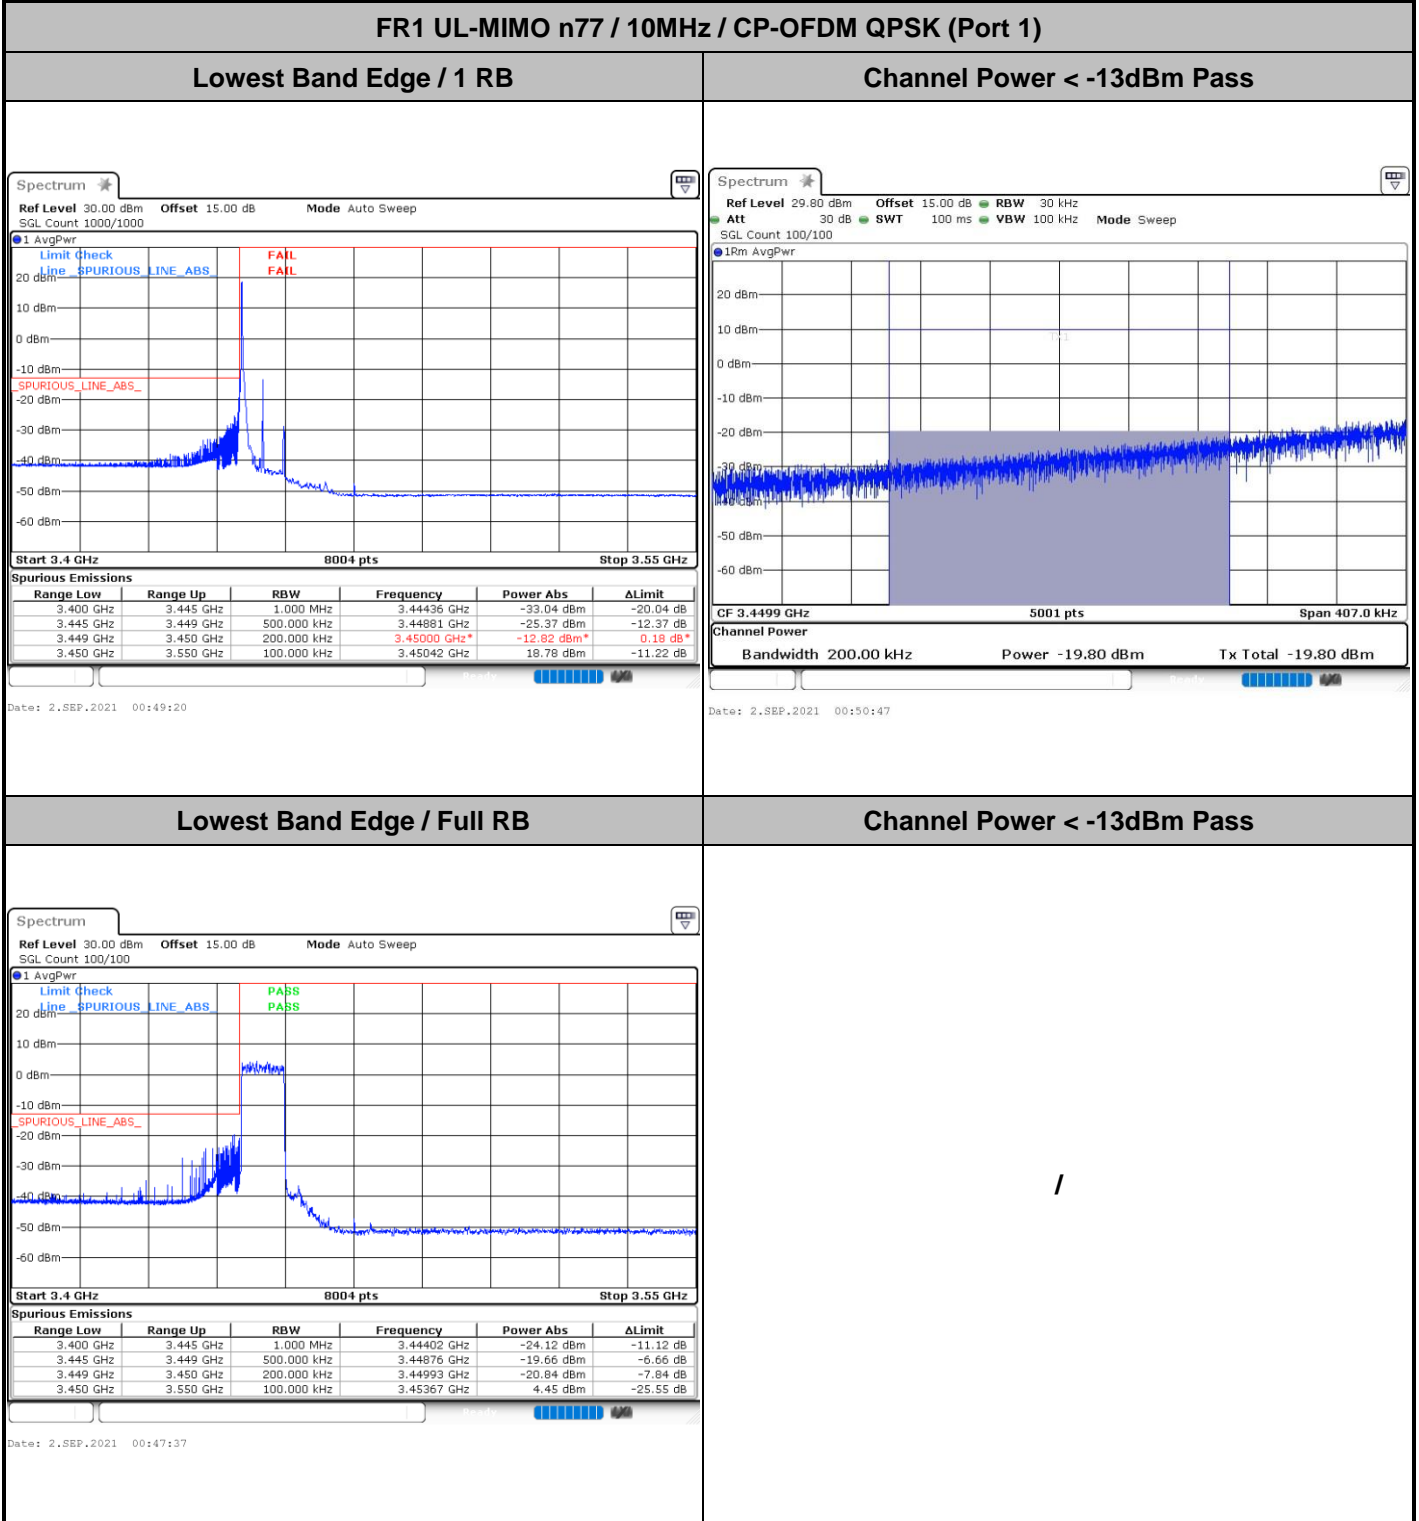 FR1 UL-MIMO n77 / 10MHz / CP-OFDM QPSK (Port 1)
Lowest Band Edge / 1 RB
Channel Power < -13dBm Pass
Spectrum
Ref Level 30.00 dBm Offset 15.00 dB Mode Auto Sweep
SGL Count 1000/1000
1 AvgPwr
Limit Check FAIL
Line _SPURIOUS_LINE_ABS_ FAIL
20 dBm
10 dBm
0 dBm
-10 dBm
_SPURIOUS_LINE_ABS_
-20 dBm
-30 dBm
-40 dBm
-50 dBm
-60 dBm
Start 3.4 GHz 8004 pts Stop 3.55 GHz
Spurious Emissions
Range Low Range Up RBW Frequency Power Abs ΔLimit
3.400 GHz 3.445 GHz 1.000 MHz 3.44436 GHz -33.04 dBm -20.04 dB
3.445 GHz 3.449 GHz 500.000 kHz 3.44881 GHz -25.37 dBm -12.37 dB
3.449 GHz 3.450 GHz 200.000 kHz 3.45000 GHz* -12.82 dBm* 0.18 dB*
3.450 GHz 3.550 GHz 100.000 kHz 3.45042 GHz 18.78 dBm -11.22 dB
Ready
Date: 2.SEP.2021 00:49:20
Spectrum
Ref Level 29.80 dBm Offset 15.00 dB RBW 30 kHz
Att 30 dB SWT 100 ms VBW 100 kHz Mode Sweep
SGL Count 100/100
1Rm AvgPwr
20 dBm
10 dBm
Tx1
0 dBm
-10 dBm
-20 dBm
-30 dBm
-40 dBm
-50 dBm
-60 dBm
CF 3.4499 GHz 5001 pts Span 407.0 kHz
Channel Power
Bandwidth 200.00 kHz Power -19.80 dBm Tx Total -19.80 dBm
Ready
Date: 2.SEP.2021 00:50:47
Lowest Band Edge / Full RB
Channel Power < -13dBm Pass
Spectrum
Ref Level 30.00 dBm Offset 15.00 dB Mode Auto Sweep
SGL Count 100/100
1 AvgPwr
Limit Check PASS
Line _SPURIOUS_LINE_ABS_ PASS
20 dBm
10 dBm
0 dBm
-10 dBm
_SPURIOUS_LINE_ABS_
-20 dBm
-30 dBm
-40 dBm
-50 dBm
-60 dBm
Start 3.4 GHz 8004 pts Stop 3.55 GHz
Spurious Emissions
Range Low Range Up RBW Frequency Power Abs ΔLimit
3.400 GHz 3.445 GHz 1.000 MHz 3.44402 GHz -24.12 dBm -11.12 dB
3.445 GHz 3.449 GHz 500.000 kHz 3.44876 GHz -19.66 dBm -6.66 dB
3.449 GHz 3.450 GHz 200.000 kHz 3.44993 GHz -20.84 dBm -7.84 dB
3.450 GHz 3.550 GHz 100.000 kHz 3.45367 GHz 4.45 dBm -25.55 dB
Ready
Date: 2.SEP.2021 00:47:37
/